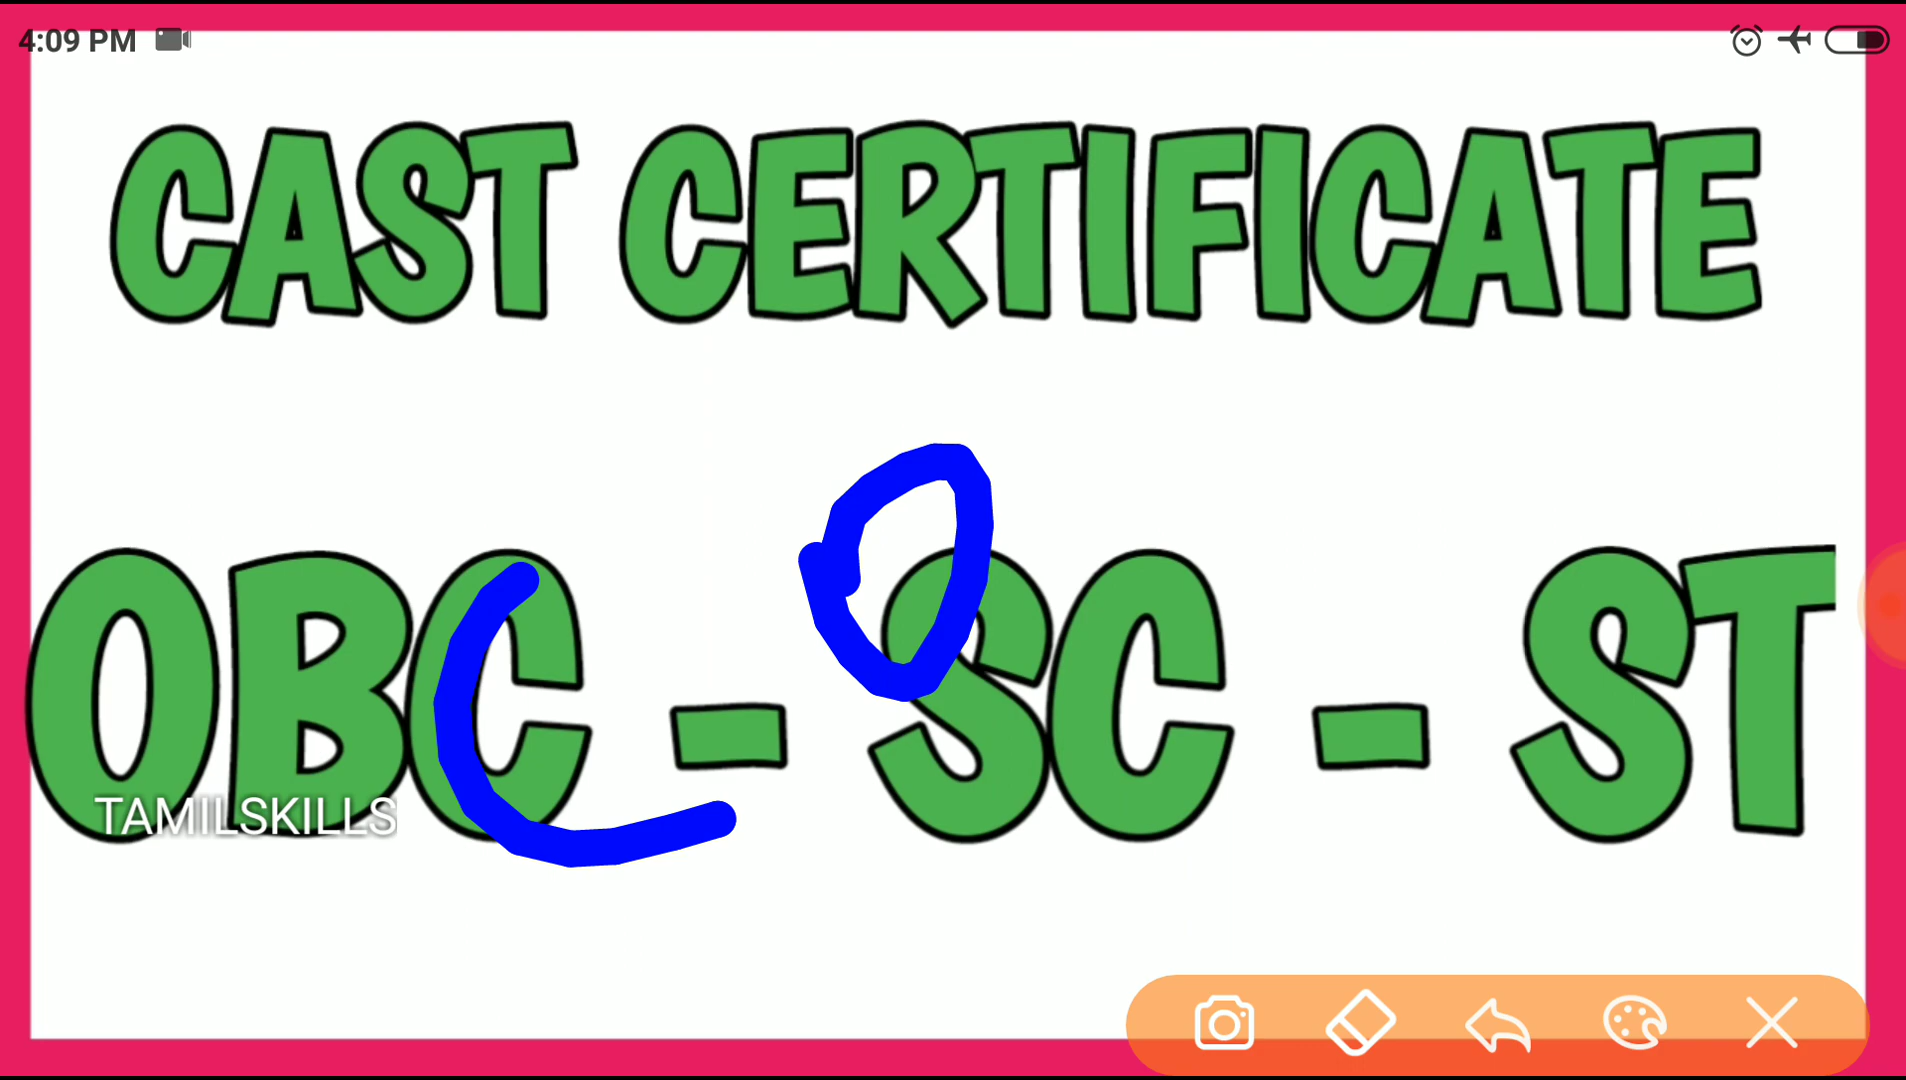 4:09 PM
CAST CERTIFICATE
OBC - SC - ST
TAMILSKILLS